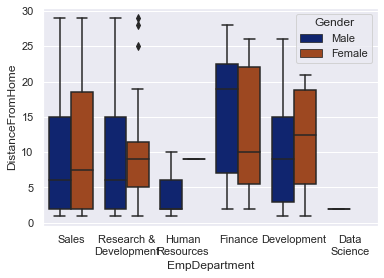 30
25
20
15
10
5
0
DistanceFromHome
Gender
Male
Female
Sales
Research &
Development
Human
Resources
Finance
Development
Data
Science
EmpDepartment